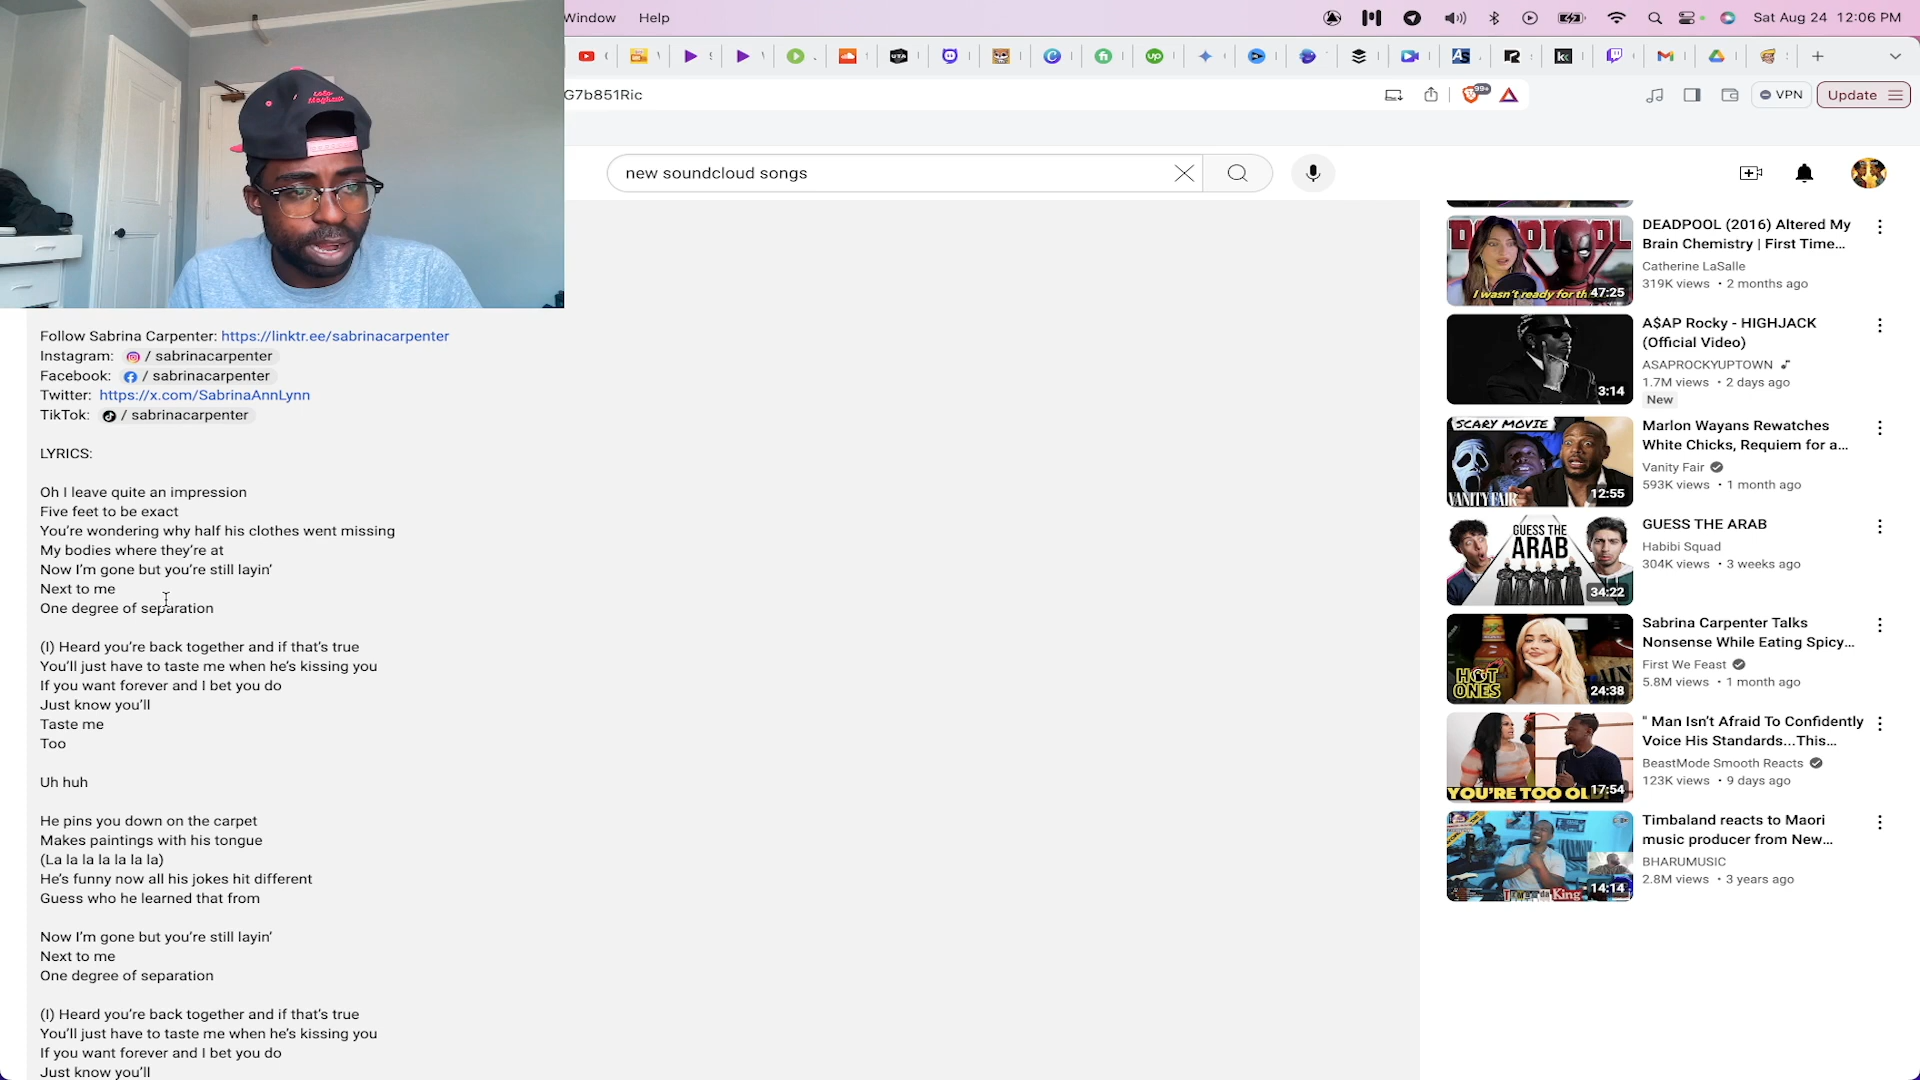 Window Help
Sat Aug 24 12:06 PM
G7b851Ric
99+
VPN
Update
new soundcloud songs
Follow Sabrina Carpenter: https://linktr.ee/sabrinacarpenter
Instagram: / sabrinacarpenter
Facebook: / sabrinacarpenter
Twitter: https://x.com/SabrinaAnnLynn
TikTok: / sabrinacarpenter
LYRICS:
Oh I leave quite an impression
Five feet to be exact
You're wondering why half his clothes went missing
My bodies where they're at
Now I'm gone but you're still layin'
Next to me
One degree of separation
(I) Heard you're back together and if that's true
You'll just have to taste me when he's kissing you
If you want forever and I bet you do
Just know you'll
Taste me
Too
Uh huh
He pins you down on the carpet
Makes paintings with his tongue
(La la la la la la la)
He's funny now all his jokes hit different
Guess who he learned that from
Now I'm gone but you're still layin'
Next to me
One degree of separation
(I) Heard you're back together and if that's true
You'll just have to taste me when he's kissing you
If you want forever and I bet you do
Just know you'll
I wasn't ready for th
47:25
DEADPOOL (2016) Altered My
Brain Chemistry | First Time...
Catherine LaSalle
319K views • 2 months ago
3:14
A$AP Rocky - HIGHJACK
(Official Video)
ASAPROCKYUPTOWN
1.7M views • 2 days ago
New
SCARY MOVIE
VANITY FAIR
12:55
Marlon Wayans Rewatches
White Chicks, Requiem for a...
Vanity Fair
593K views • 1 month ago
GUESS THE
ARAB
34:22
GUESS THE ARAB
Habibi Squad
304K views • 3 weeks ago
HOT
ONES
24:38
Sabrina Carpenter Talks
Nonsense While Eating Spicy...
First We Feast
5.8M views • 1 month ago
YOU'RE TOO OLD!
17:54
" Man Isn't Afraid To Confidently
Voice His Standards...This...
BeastMode Smooth Reacts
123K views • 9 days ago
14:14
Timbaland reacts to Maori
music producer from New...
BHARUMUSIC
2.8M views • 3 years ago